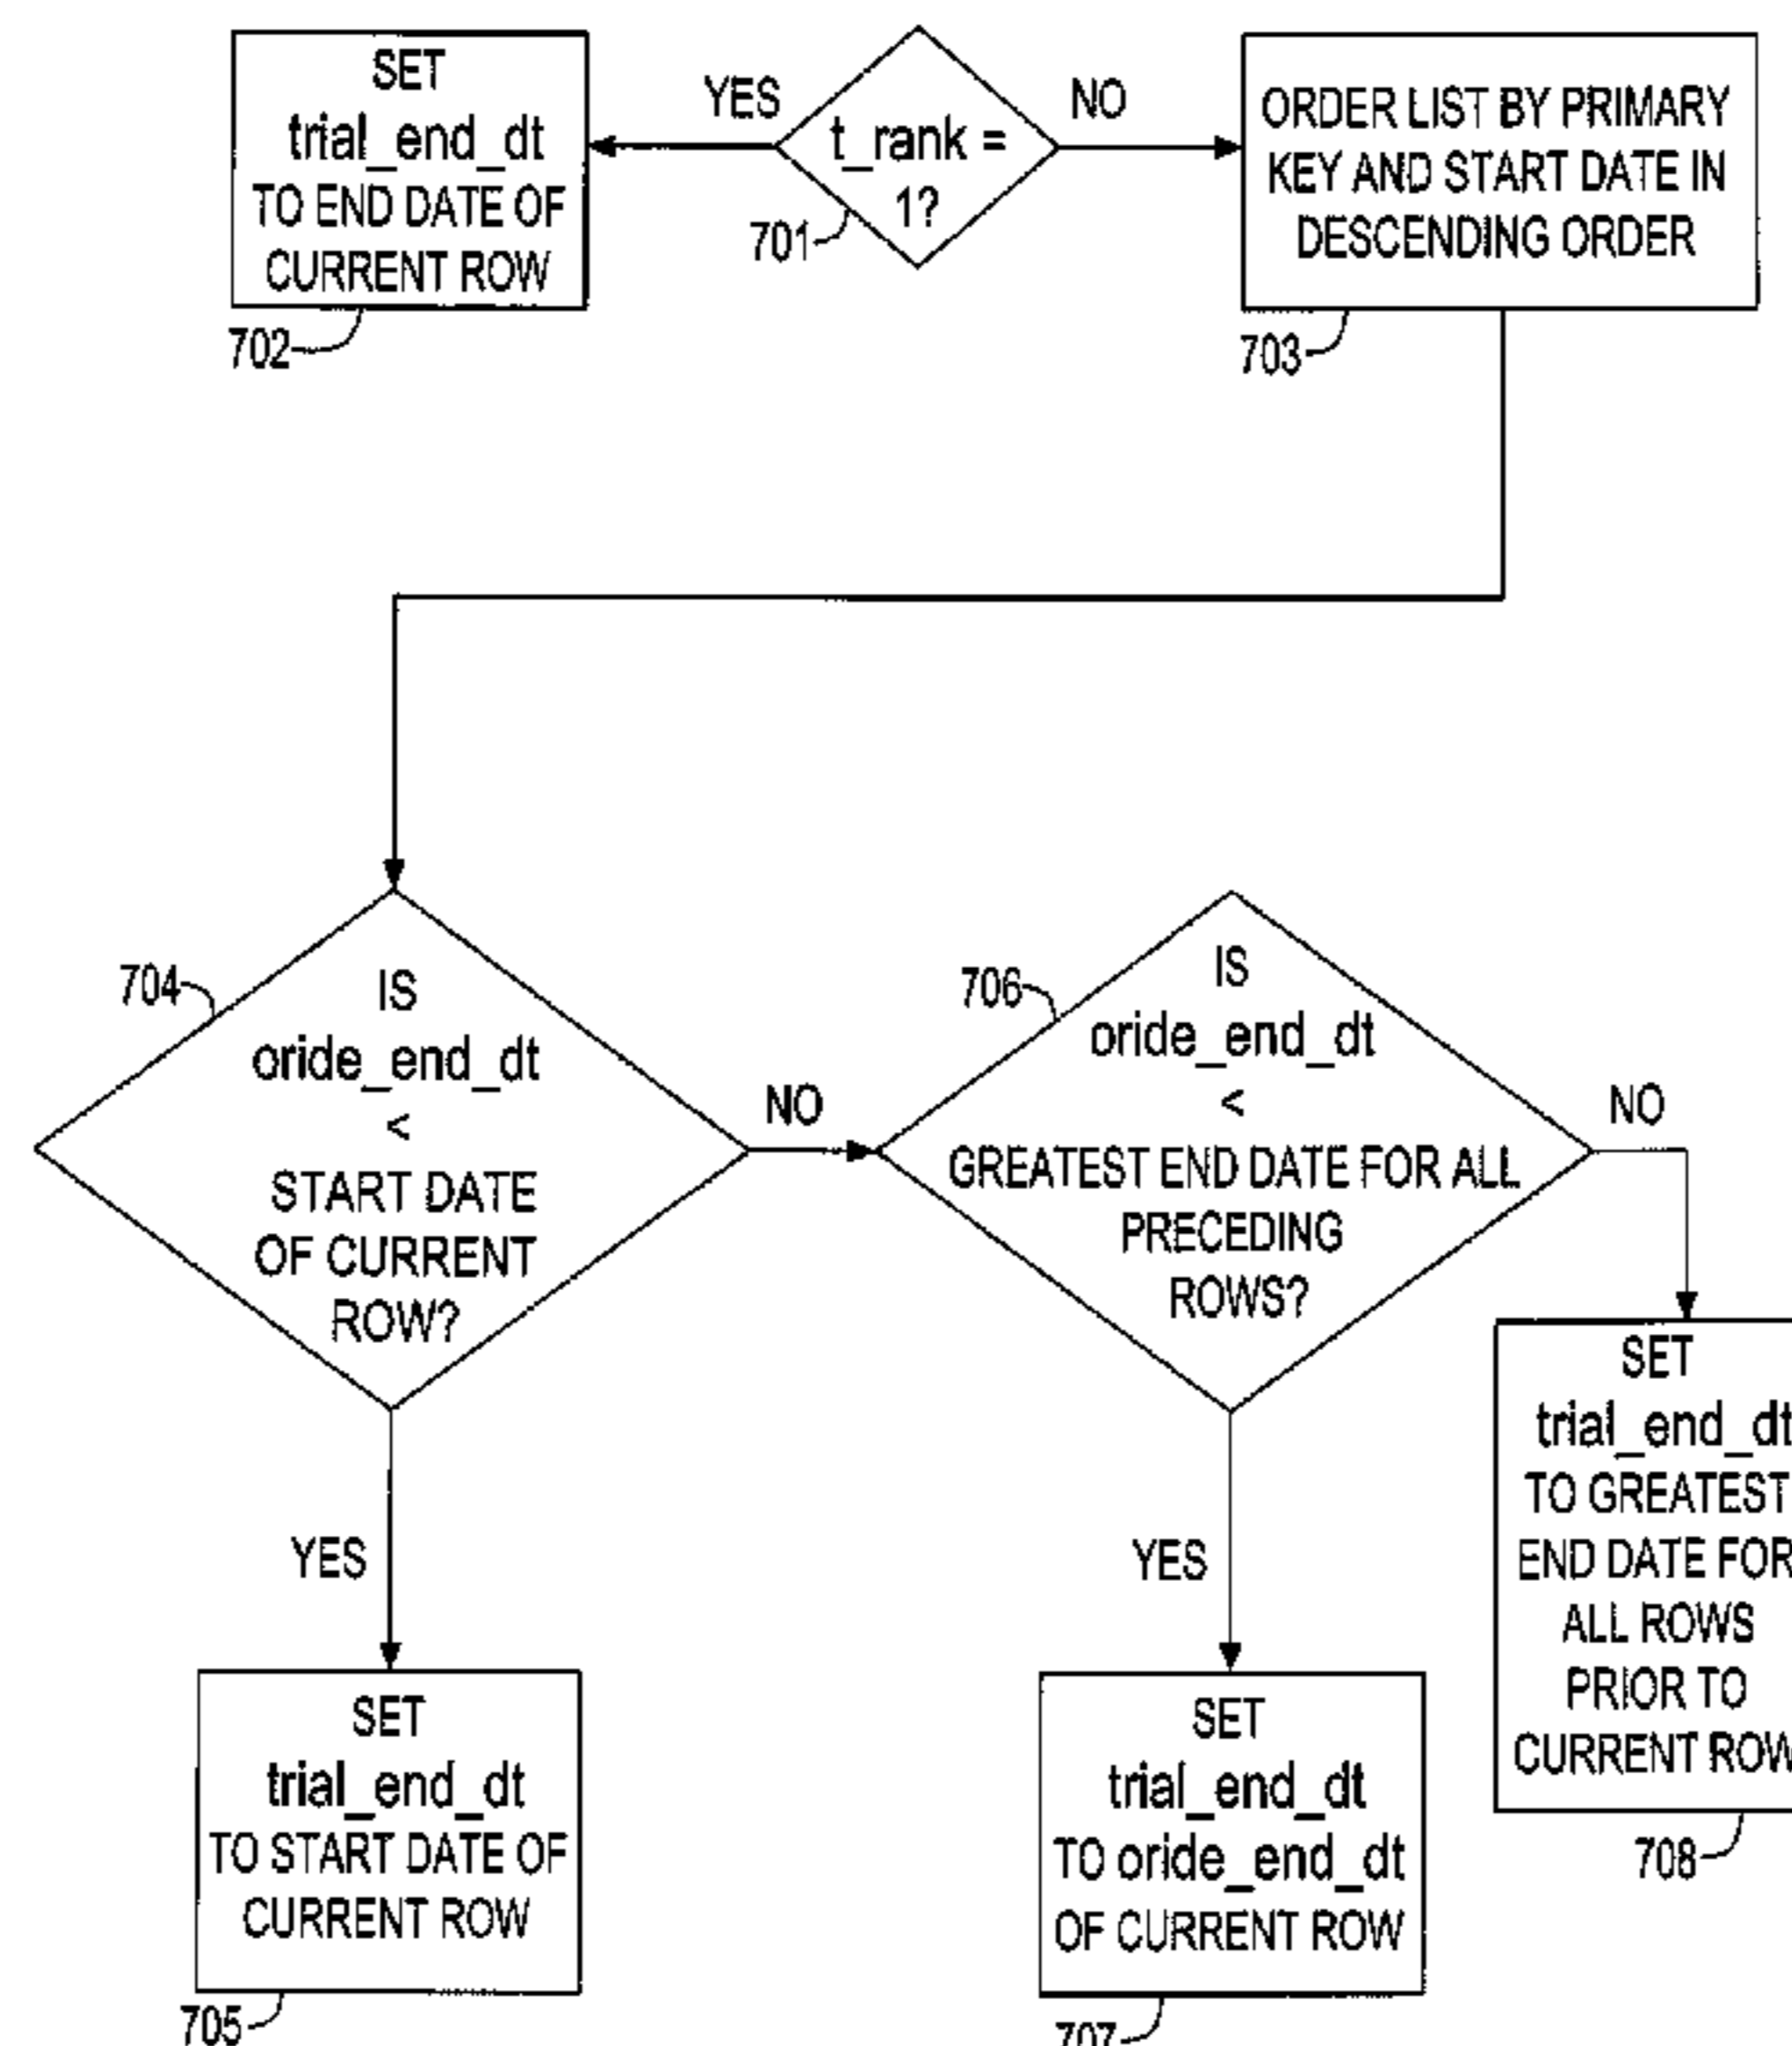 SET
trial_end_dt
TO END DATE OF
CURRENT ROW
702
YES
t_rank =
1?
701
NO
ORDER LIST BY PRIMARY
KEY AND START DATE IN
DESCENDING ORDER
703
704
IS
oride_end_dt
<
START DATE
OF CURRENT
ROW?
NO
YES
SET
trial_end_dt
TO START DATE OF
CURRENT ROW
705
706
IS
oride_end_dt
<
GREATEST END DATE FOR ALL
PRECEDING
ROWS?
NO
YES
SET
trial_end_dt
TO oride_end_dt
OF CURRENT ROW
707
SET
trial_end_dt
TO GREATEST
END DATE FOR
ALL ROWS
PRIOR TO
CURRENT ROW
708